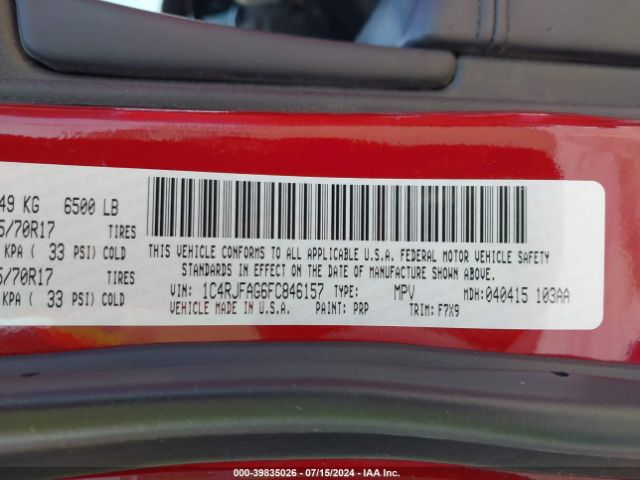 49 KG 6500 LB
5/70R17 TIRES
KPA ( 33 PSI) COLD
5/70R17 TIRES
KPA ( 33 PSI) COLD
THIS VEHICLE CONFORMS TO ALL APPLICABLE U.S.A. FEDERAL MOTOR VEHICLE SAFETY
STANDARDS IN EFFECT ON THE DATE OF MANUFACTURE SHOWN ABOVE.
VIN: 1C4RJFAG6FC846157 TYPE: MPV MDH: 040415 103AA
VEHICLE MADE IN U.S.A. PAINT: PRP TRIM: F7X9
000-39835026 - 07/15/2024 - IAA Inc.